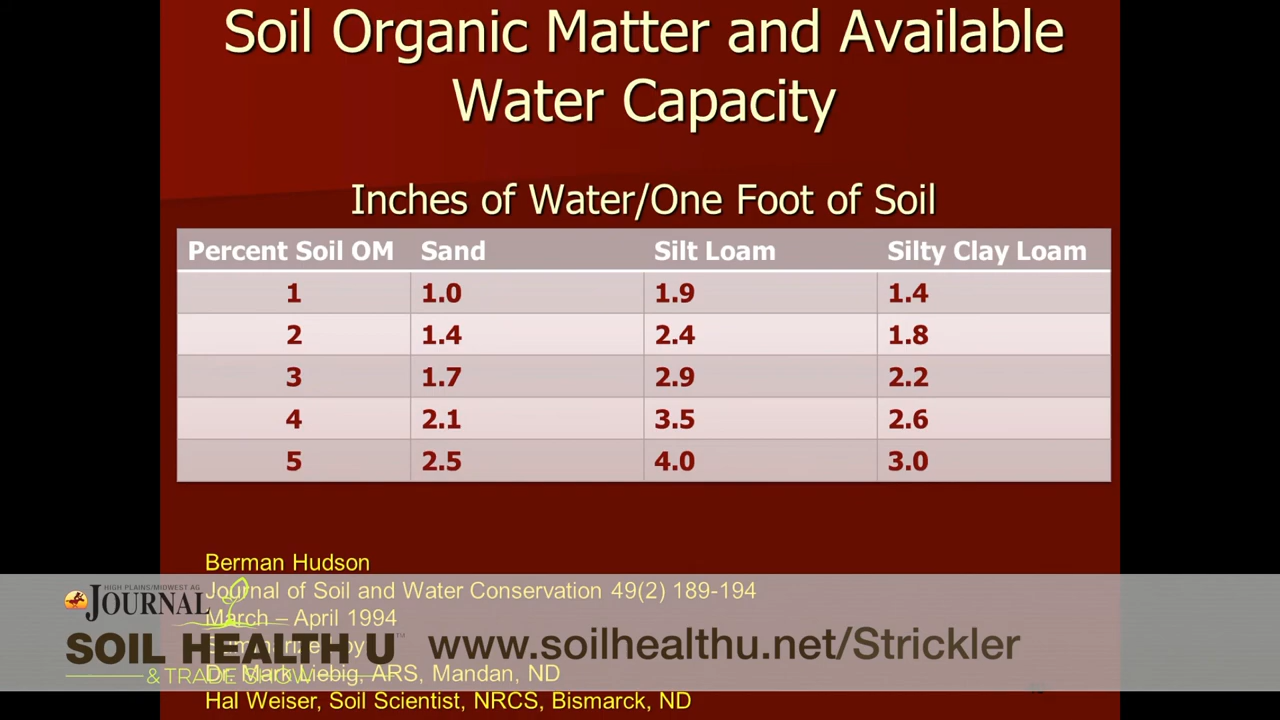 Soil Organic Matter and Available
Water Capacity
Inches of Water/One Foot of Soil
Percent Soil OM Sand Silt Loam Silty Clay Loam
1 1.0 1.9 1.4
2 1.4 2.4 1.8
3 1.7 2.9 2.2
4 2.1 3.5 2.6
5 2.5 4.0 3.0
Berman Hudson
Journal of Soil and Water Conservation 49(2) 189-194
March – April 1994
Dr. Mark Liebig, ARS, Mandan, ND
Hal Weiser, Soil Scientist, NRCS, Bismarck, ND
HIGH PLAINS/MIDWEST AG
JOURNAL
SOIL HEALTH U™
& TRADE SHOW
www.soilhealthu.net/Strickler